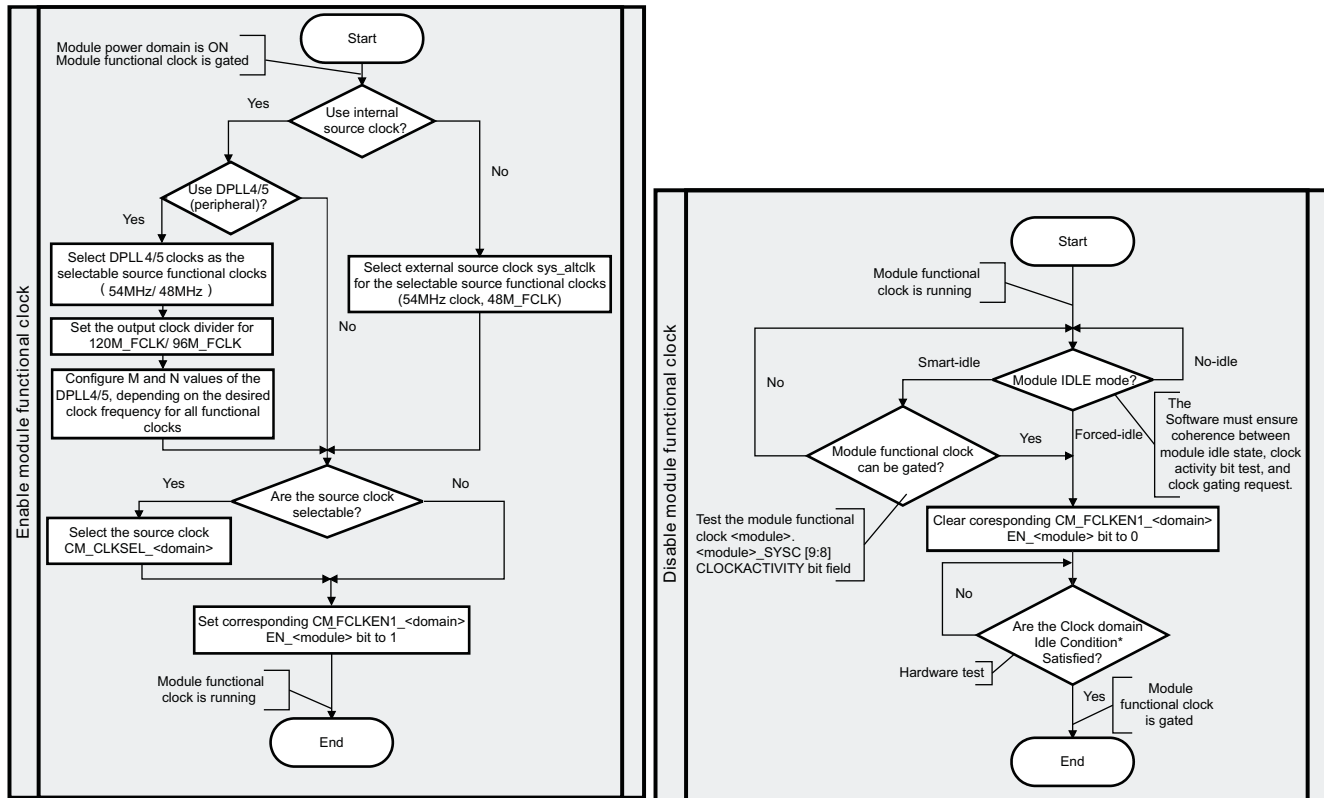 Enable module functional clock
Start
Module power domain is ON
Module functional clock is gated
Use internal
source clock?
Yes
No
Use DPLL4/5
(peripheral)?
Yes
No
Select DPLL4/5 clocks as the
selectable source functional clocks
( 54MHz/ 48MHz )
Set the output clock divider for
120M_FCLK/ 96M_FCLK
Configure M and N values of the
DPLL4/5, depending on the desired
clock frequency for all functional
clocks
Select external source clock sys_altclk
for the selectable source functional clocks
(54MHz clock, 48M_FCLK)
Are the source clock
selectable?
Yes
No
Select the source clock
CM_CLKSEL_<domain>
Set corresponding CM_FCLKEN1_<domain>
EN_<module> bit to 1
Module functional
clock is running
End
Disable module functional clock
Start
Module functional
clock is running
Module IDLE mode?
Smart-idle
No-idle
No
Forced-idle
The
Software must ensure
coherence between
module idle state, clock
activity bit test, and
clock gating request.
Module functional clock
can be gated?
Yes
Test the module functional
clock <module>.
<module>_SYSC [9:8]
CLOCKACTIVITY bit field
Clear coresponding CM_FCLKEN1_<domain>
EN_<module> bit to 0
No
Are the Clock domain
Idle Condition*
Satisfied?
Hardware test
Yes
Module
functional clock
is gated
End